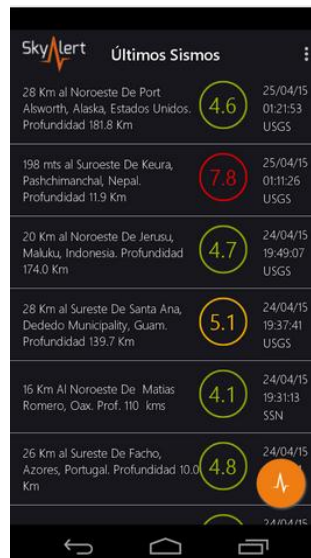 SkyAlert
Últimos Sismos
28 Km al Noroeste De Port
Alsworth, Alaska, Estados Unidos.
Profundidad 181.8 Km
4.6
25/04/15
01:21:53
USGS
198 mts al Suroeste De Keura,
Pashchimanchal, Nepal.
Profundidad 11.9 Km
7.8
25/04/15
01:11:26
USGS
20 Km al Noroeste De Jerusu,
Maluku, Indonesia. Profundidad
174.0 Km
4.7
24/04/15
19:49:07
USGS
28 Km al Sureste De Santa Ana,
Dededo Municipality, Guam.
Profundidad 139.7 Km
5.1
24/04/15
19:37:41
USGS
16 Km Al Noroeste De Matias
Romero, Oax. Prof. 110 kms
4.1
24/04/15
19:31:13
SSN
26 Km al Sureste De Facho,
Azores, Portugal. Profundidad 10.0
Km
4.8
24/04/15
24/04/15